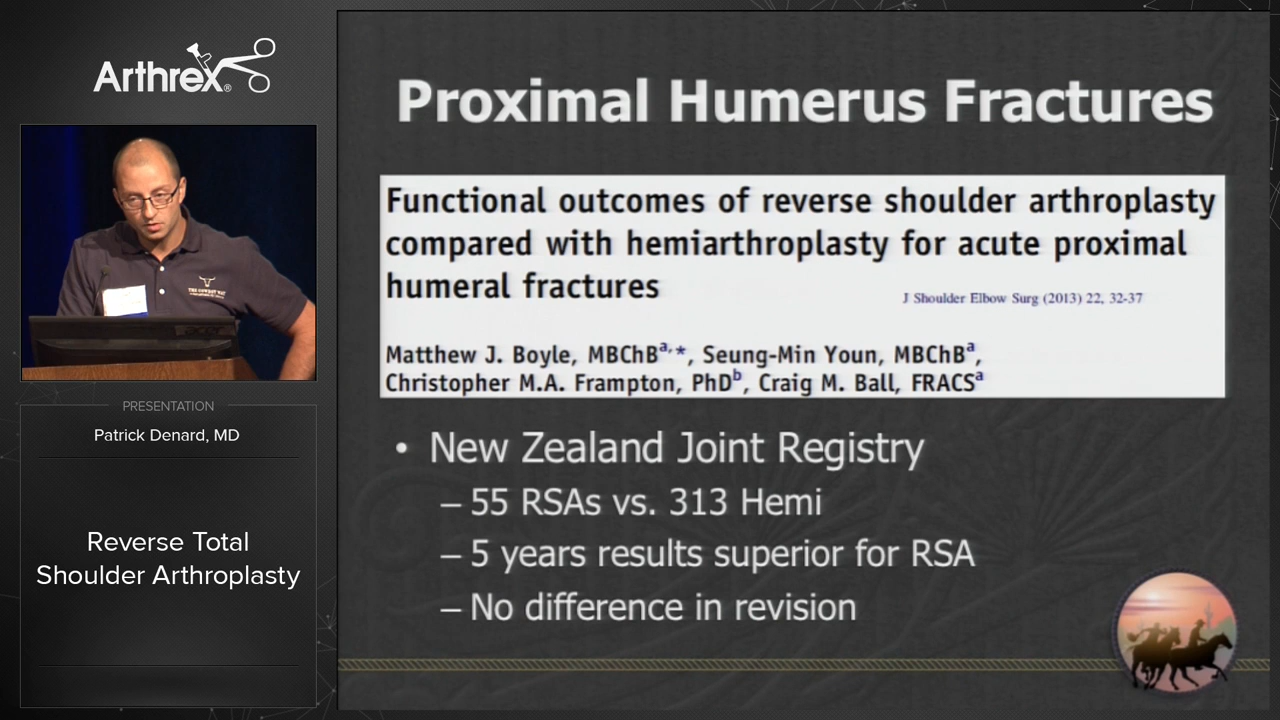 Arthrex®
PRESENTATION
Patrick Denard, MD
Reverse Total
Shoulder Arthroplasty
Proximal Humerus Fractures
Functional outcomes of reverse shoulder arthroplasty
compared with hemiarthroplasty for acute proximal
humeral fractures
J Shoulder Elbow Surg (2013) 22, 32-37
Matthew J. Boyle, MBChBa,*, Seung-Min Youn, MBChBa,
Christopher M.A. Frampton, PhDb, Craig M. Ball, FRACSa
• New Zealand Joint Registry
– 55 RSAs vs. 313 Hemi
– 5 years results superior for RSA
– No difference in revision
THE COWBOY WAY